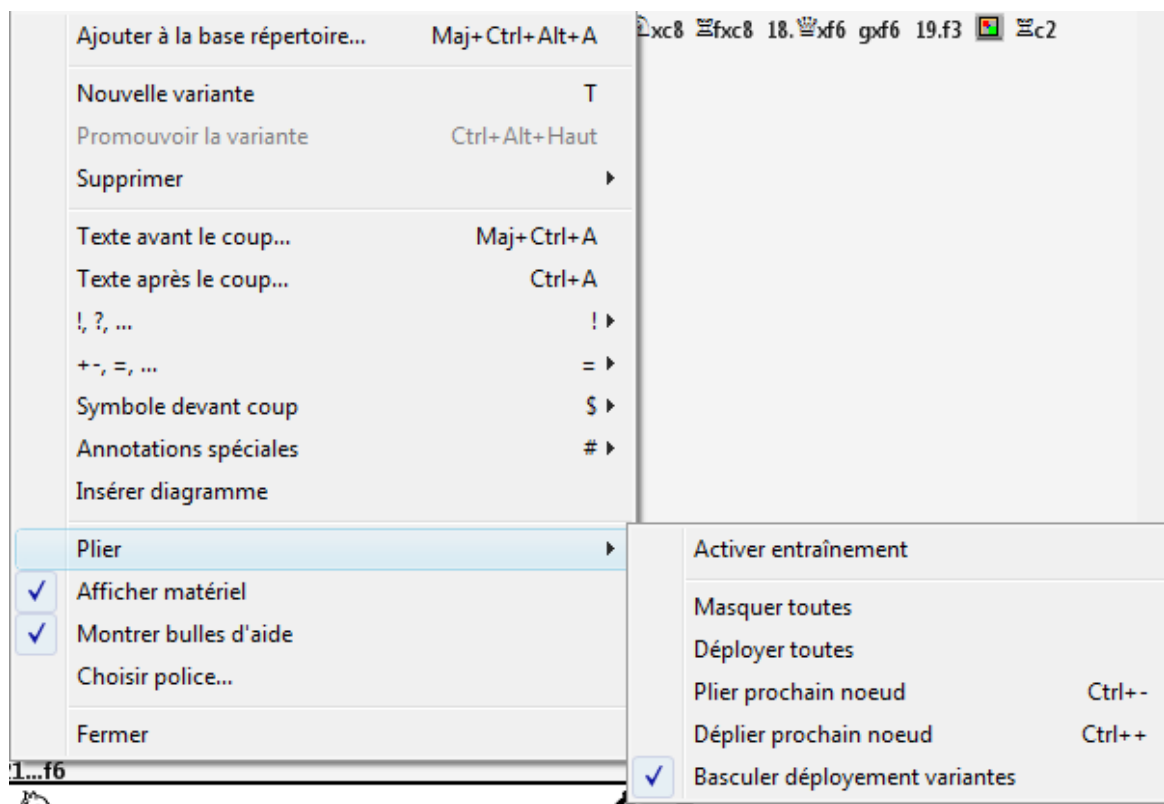 Ajouter à la base répertoire... Maj+Ctrl+Alt+A
♘xc8 ♖fxc8 18.♕xf6 gxf6 19.f3 ♖c2
Nouvelle variante T
Promouvoir la variante Ctrl+Alt+Haut
Supprimer
Texte avant le coup... Maj+Ctrl+A
Texte après le coup... Ctrl+A
!, ?, ... !
+-, =, ... =
Symbole devant coup $
Annotations spéciales #
Insérer diagramme
Plier
Afficher matériel
Montrer bulles d'aide
Choisir police...
Fermer
Activer entraînement
Masquer toutes
Déployer toutes
Plier prochain noeud Ctrl+-
Déplier prochain noeud Ctrl++
Basculer déployement variantes
1...f6